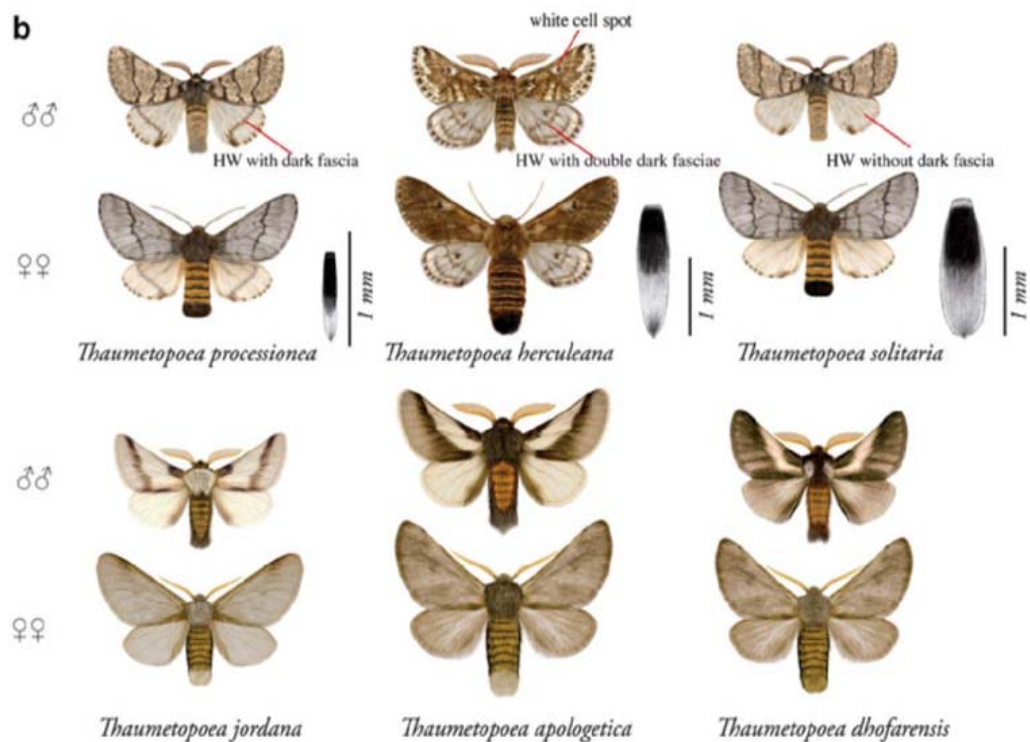 b
white cell spot
♂♂
HW with dark fascia
HW with double dark fasciae
HW without dark fascia
♀♀
1 mm
1 mm
1 mm
Thaumetopoea processionea
Thaumetopoea herculeana
Thaumetopoea solitaria
♂♂
♀♀
Thaumetopoea jordana
Thaumetopoea apologetica
Thaumetopoea dhofarensis